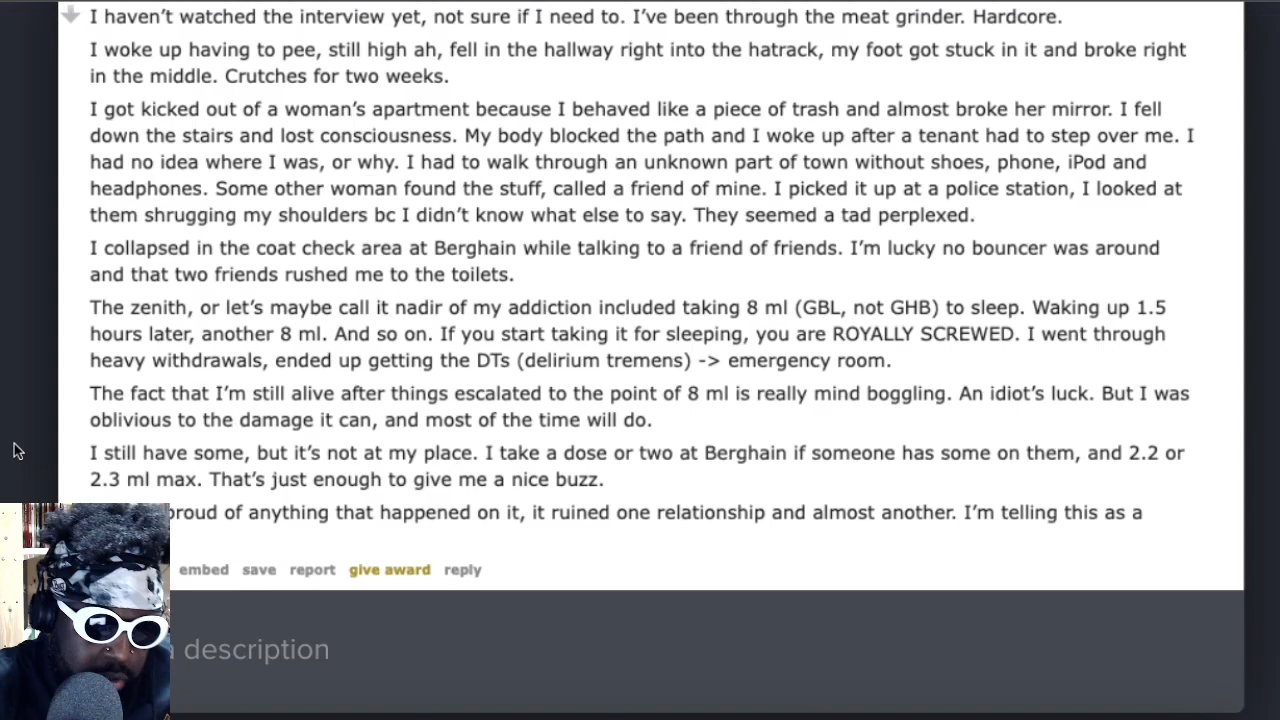 I haven’t watched the interview yet, not sure if I need to. I’ve been through the meat grinder. Hardcore.
I woke up having to pee, still high ah, fell in the hallway right into the hatrack, my foot got stuck in it and broke right
in the middle. Crutches for two weeks.
I got kicked out of a woman’s apartment because I behaved like a piece of trash and almost broke her mirror. I fell
down the stairs and lost consciousness. My body blocked the path and I woke up after a tenant had to step over me. I
had no idea where I was, or why. I had to walk through an unknown part of town without shoes, phone, iPod and
headphones. Some other woman found the stuff, called a friend of mine. I picked it up at a police station, I looked at
them shrugging my shoulders bc I didn’t know what else to say. They seemed a tad perplexed.
I collapsed in the coat check area at Berghain while talking to a friend of friends. I’m lucky no bouncer was around
and that two friends rushed me to the toilets.
The zenith, or let’s maybe call it nadir of my addiction included taking 8 ml (GBL, not GHB) to sleep. Waking up 1.5
hours later, another 8 ml. And so on. If you start taking it for sleeping, you are ROYALLY SCREWED. I went through
heavy withdrawals, ended up getting the DTs (delirium tremens) -> emergency room.
The fact that I’m still alive after things escalated to the point of 8 ml is really mind boggling. An idiot’s luck. But I was
oblivious to the damage it can, and most of the time will do.
I still have some, but it’s not at my place. I take a dose or two at Berghain if someone has some on them, and 2.2 or
2.3 ml max. That’s just enough to give me a nice buzz.
proud of anything that happened on it, it ruined one relationship and almost another. I’m telling this as a
embed save report give award reply
description